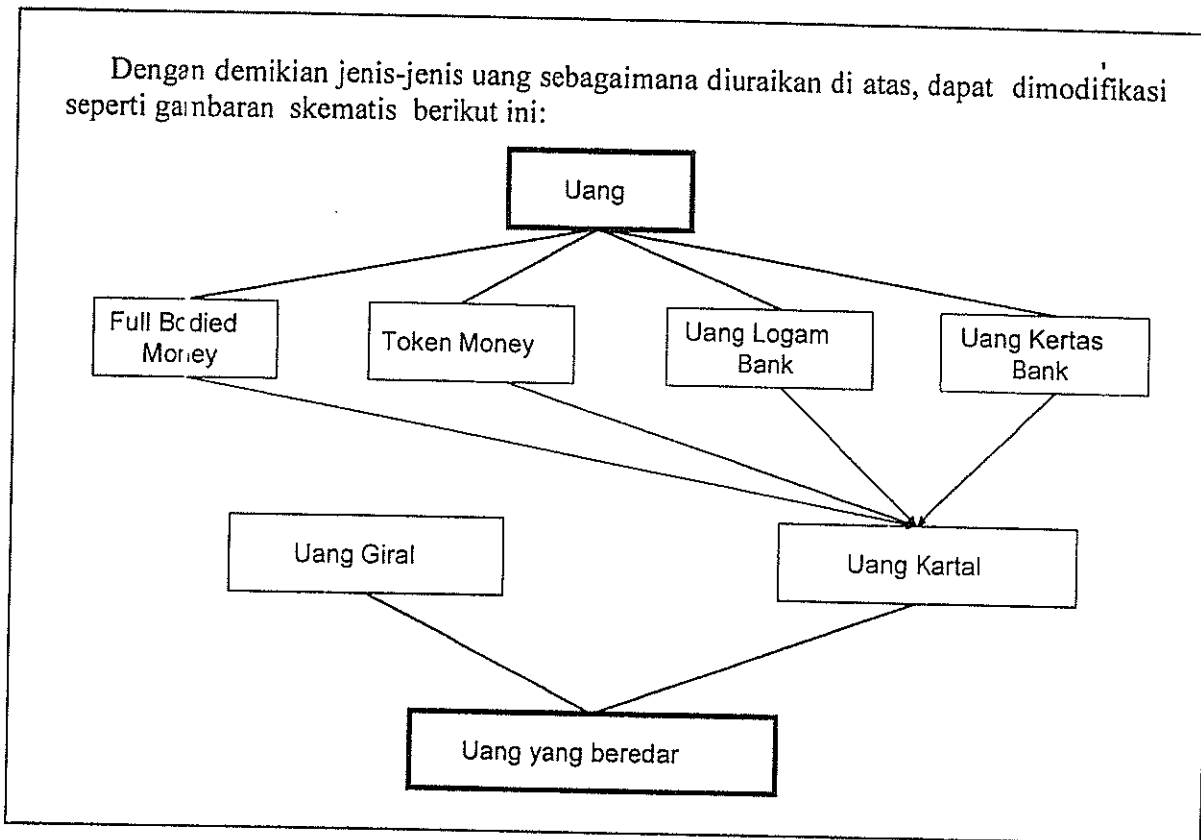 Dengan demikian jenis-jenis uang sebagaimana diuraikan di atas, dapat dimodifikasi
seperti gambaran skematis berikut ini:
Uang
Full Bodied
Money
Token Money
Uang Logam
Bank
Uang Kertas
Bank
Uang Giral
Uang Kartal
Uang yang beredar